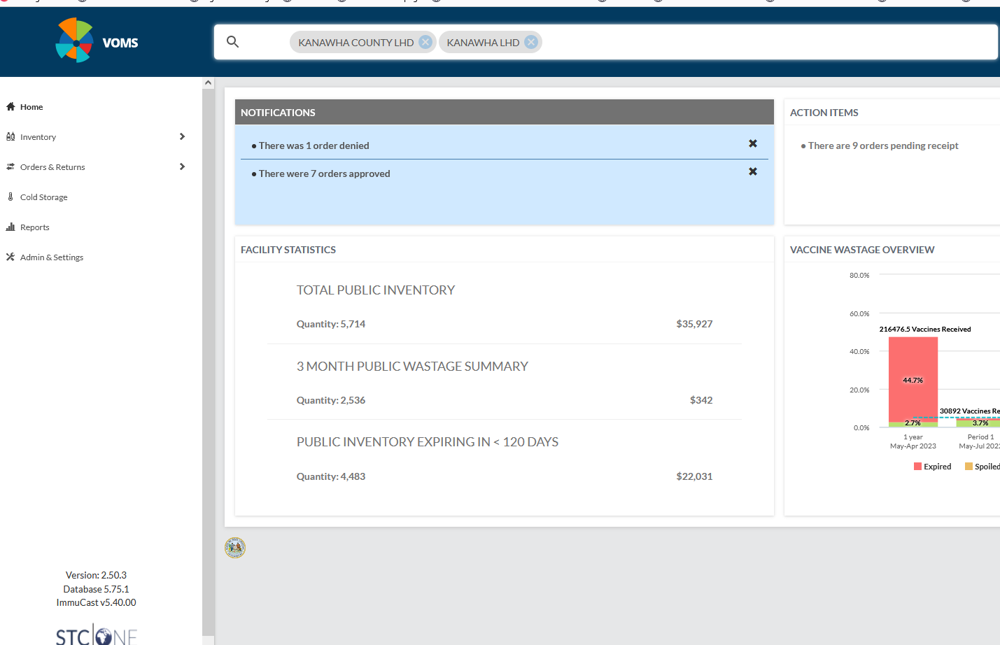 VOMS
KANAWHA COUNTY LHD
KANAWHA LHD
Home
Inventory
Orders & Returns
Cold Storage
Reports
Admin & Settings
Version: 2.50.3
Database 5.75.1
ImmuCast v5.40.00
STC|ONE
NOTIFICATIONS
• There was 1 order denied
• There were 7 orders approved
ACTION ITEMS
• There are 9 orders pending receipt
FACILITY STATISTICS
TOTAL PUBLIC INVENTORY
Quantity: 5,714 $35,927
3 MONTH PUBLIC WASTAGE SUMMARY
Quantity: 2,536 $342
PUBLIC INVENTORY EXPIRING IN < 120 DAYS
Quantity: 4,483 $22,031
VACCINE WASTAGE OVERVIEW
80.0%
60.0%
216476.5 Vaccines Received
40.0%
44.7%
20.0%
30892 Vaccines Re
0.0%
2.7% 3.7%
1 year Period 1
May-Apr 2023 May-Jul 202
Expired Spoiled